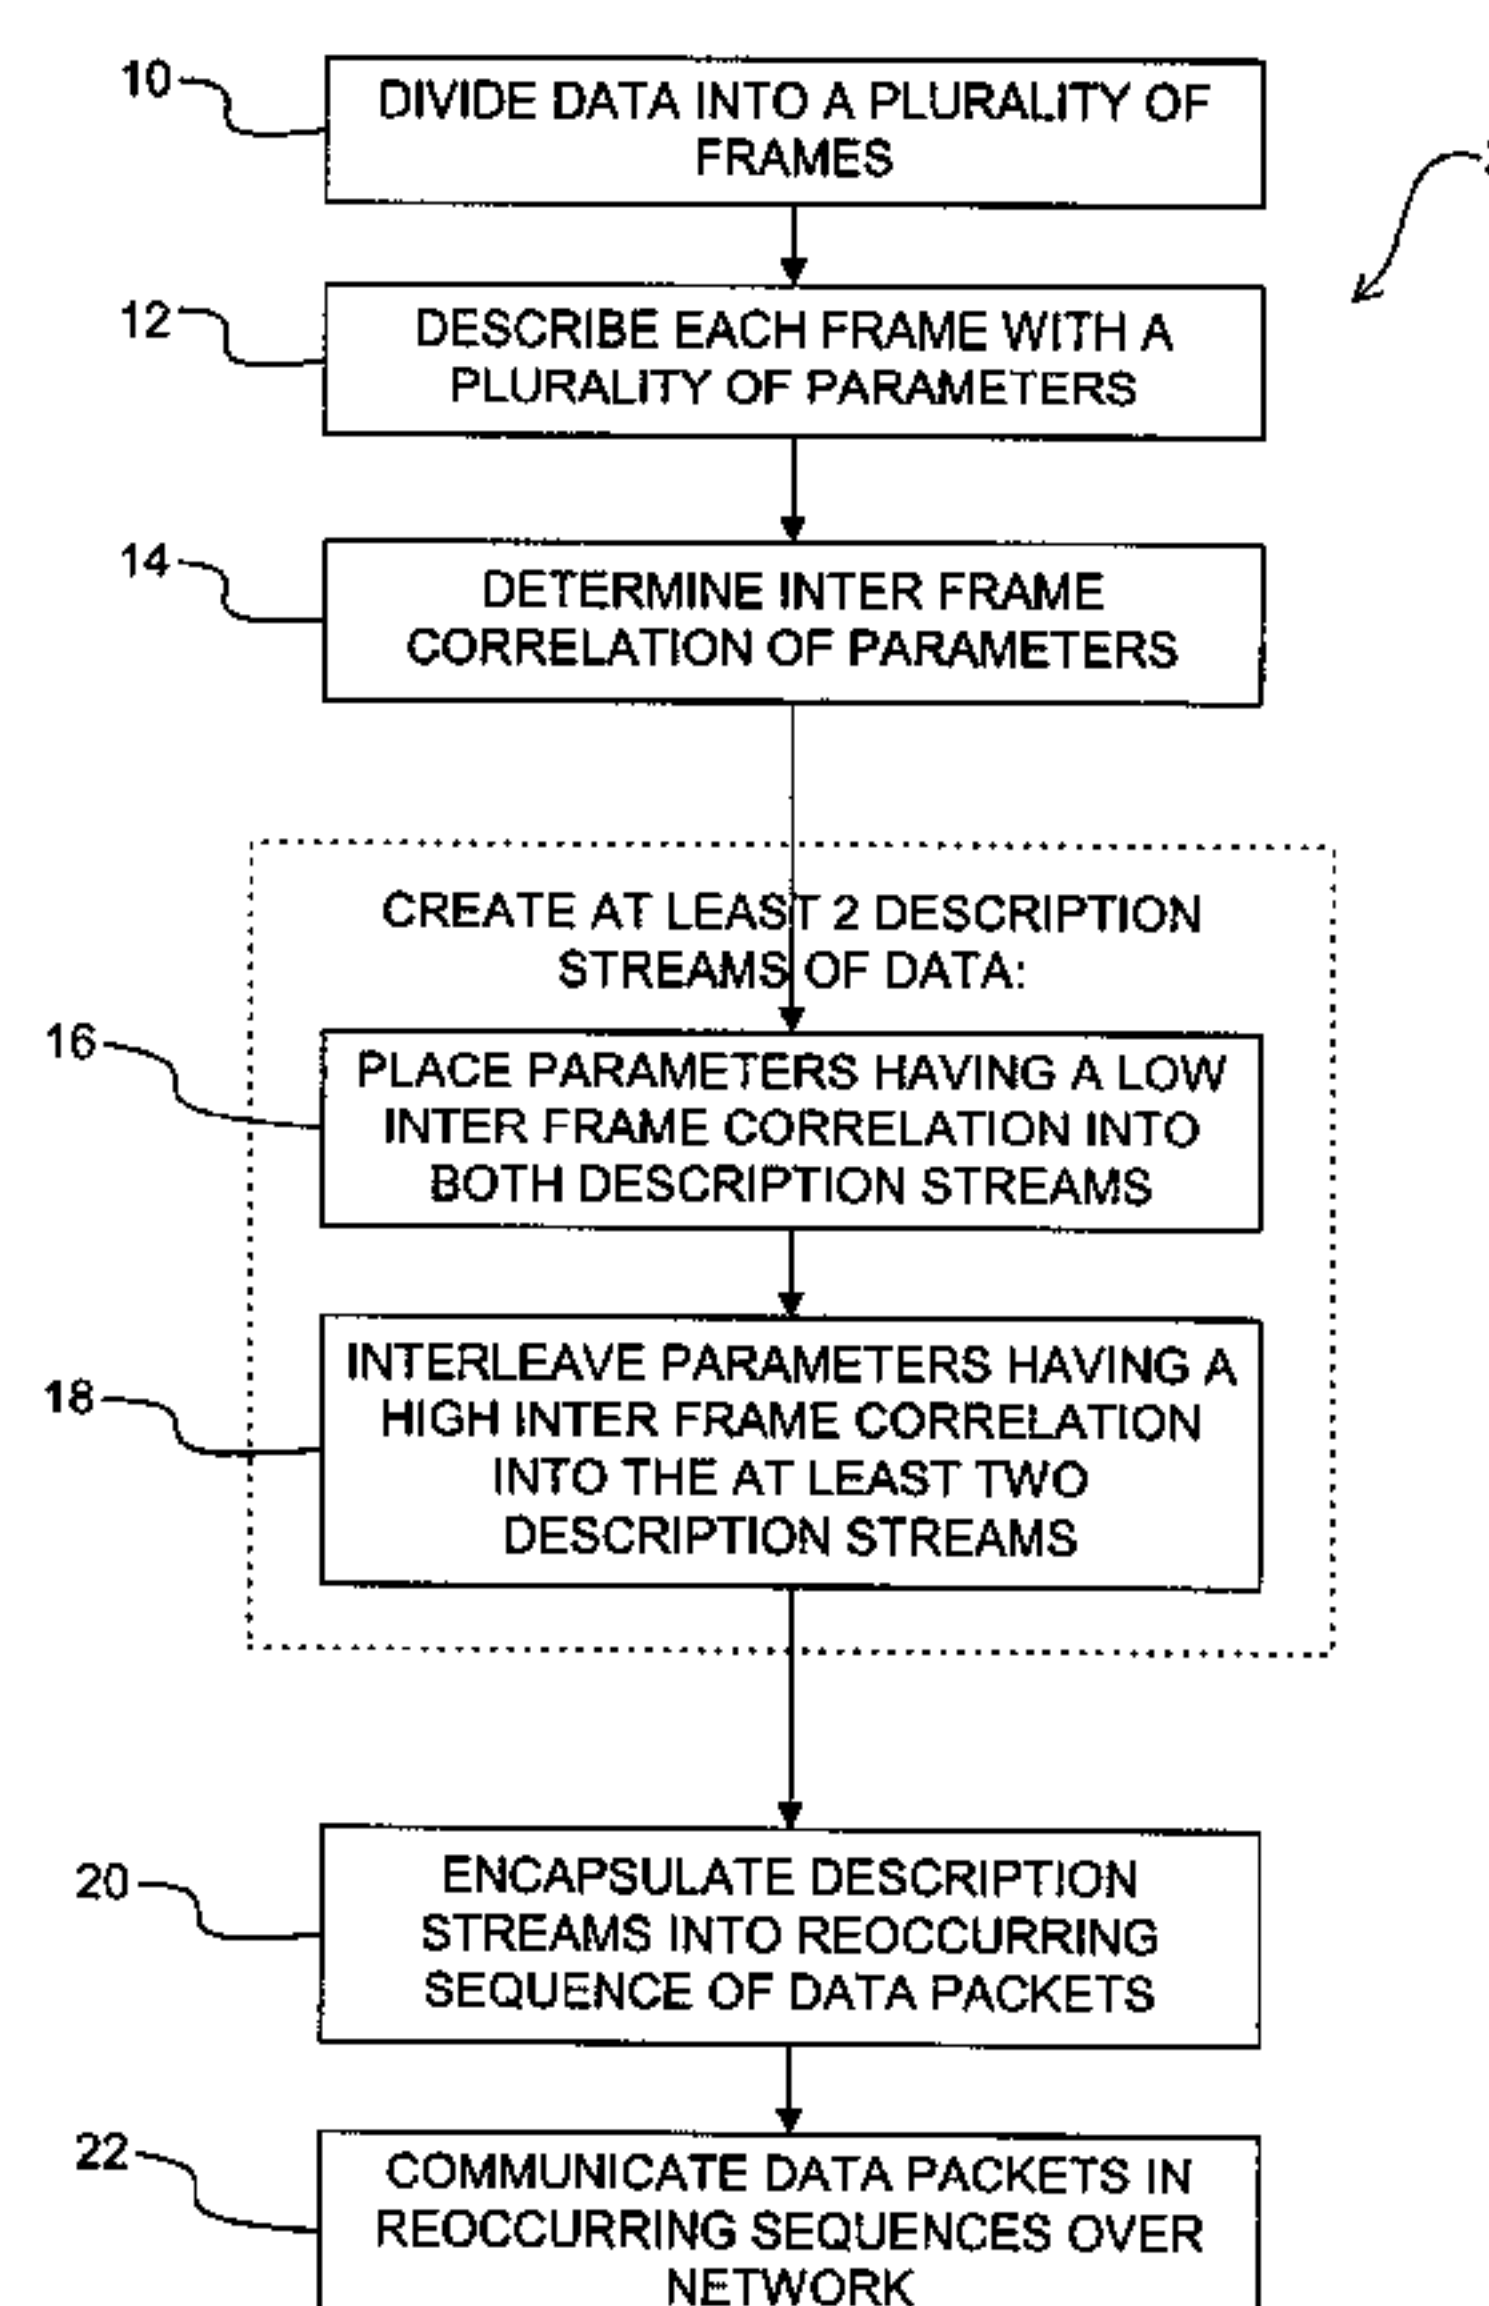 10
DIVIDE DATA INTO A PLURALITY OF
FRAMES
12
DESCRIBE EACH FRAME WITH A
PLURALITY OF PARAMETERS
14
DETERMINE INTER FRAME
CORRELATION OF PARAMETERS
CREATE AT LEAST 2 DESCRIPTION
STREAMS OF DATA:
16
PLACE PARAMETERS HAVING A LOW
INTER FRAME CORRELATION INTO
BOTH DESCRIPTION STREAMS
18
INTERLEAVE PARAMETERS HAVING A
HIGH INTER FRAME CORRELATION
INTO THE AT LEAST TWO
DESCRIPTION STREAMS
20
ENCAPSULATE DESCRIPTION
STREAMS INTO REOCCURRING
SEQUENCE OF DATA PACKETS
22
COMMUNICATE DATA PACKETS IN
REOCCURRING SEQUENCES OVER
NETWORK